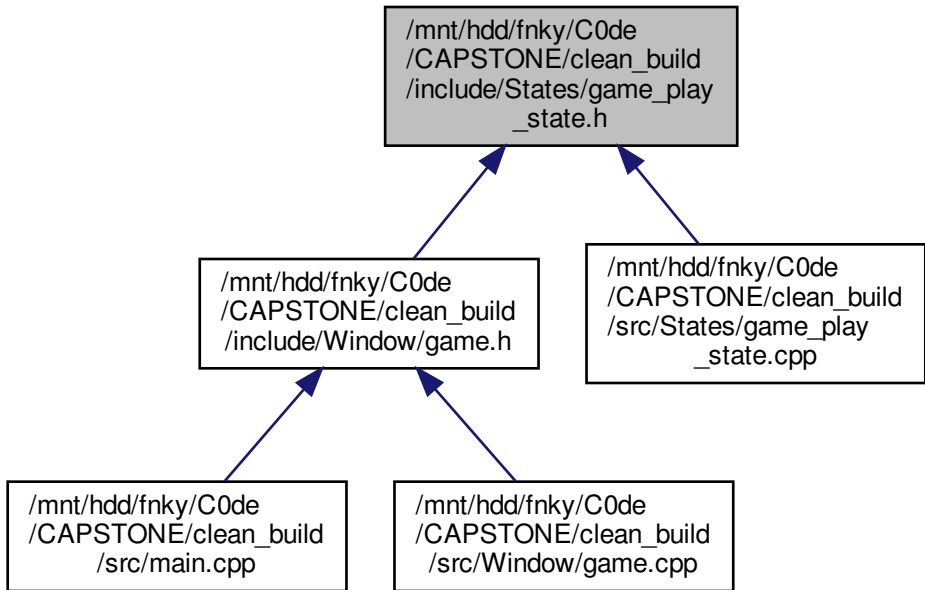 /mnt/hdd/fnky/C0de
/CAPSTONE/clean_build
/include/States/game_play
_state.h
/mnt/hdd/fnky/C0de
/CAPSTONE/clean_build
/include/Window/game.h
/mnt/hdd/fnky/C0de
/CAPSTONE/clean_build
/src/States/game_play
_state.cpp
/mnt/hdd/fnky/C0de
/CAPSTONE/clean_build
/src/main.cpp
/mnt/hdd/fnky/C0de
/CAPSTONE/clean_build
/src/Window/game.cpp